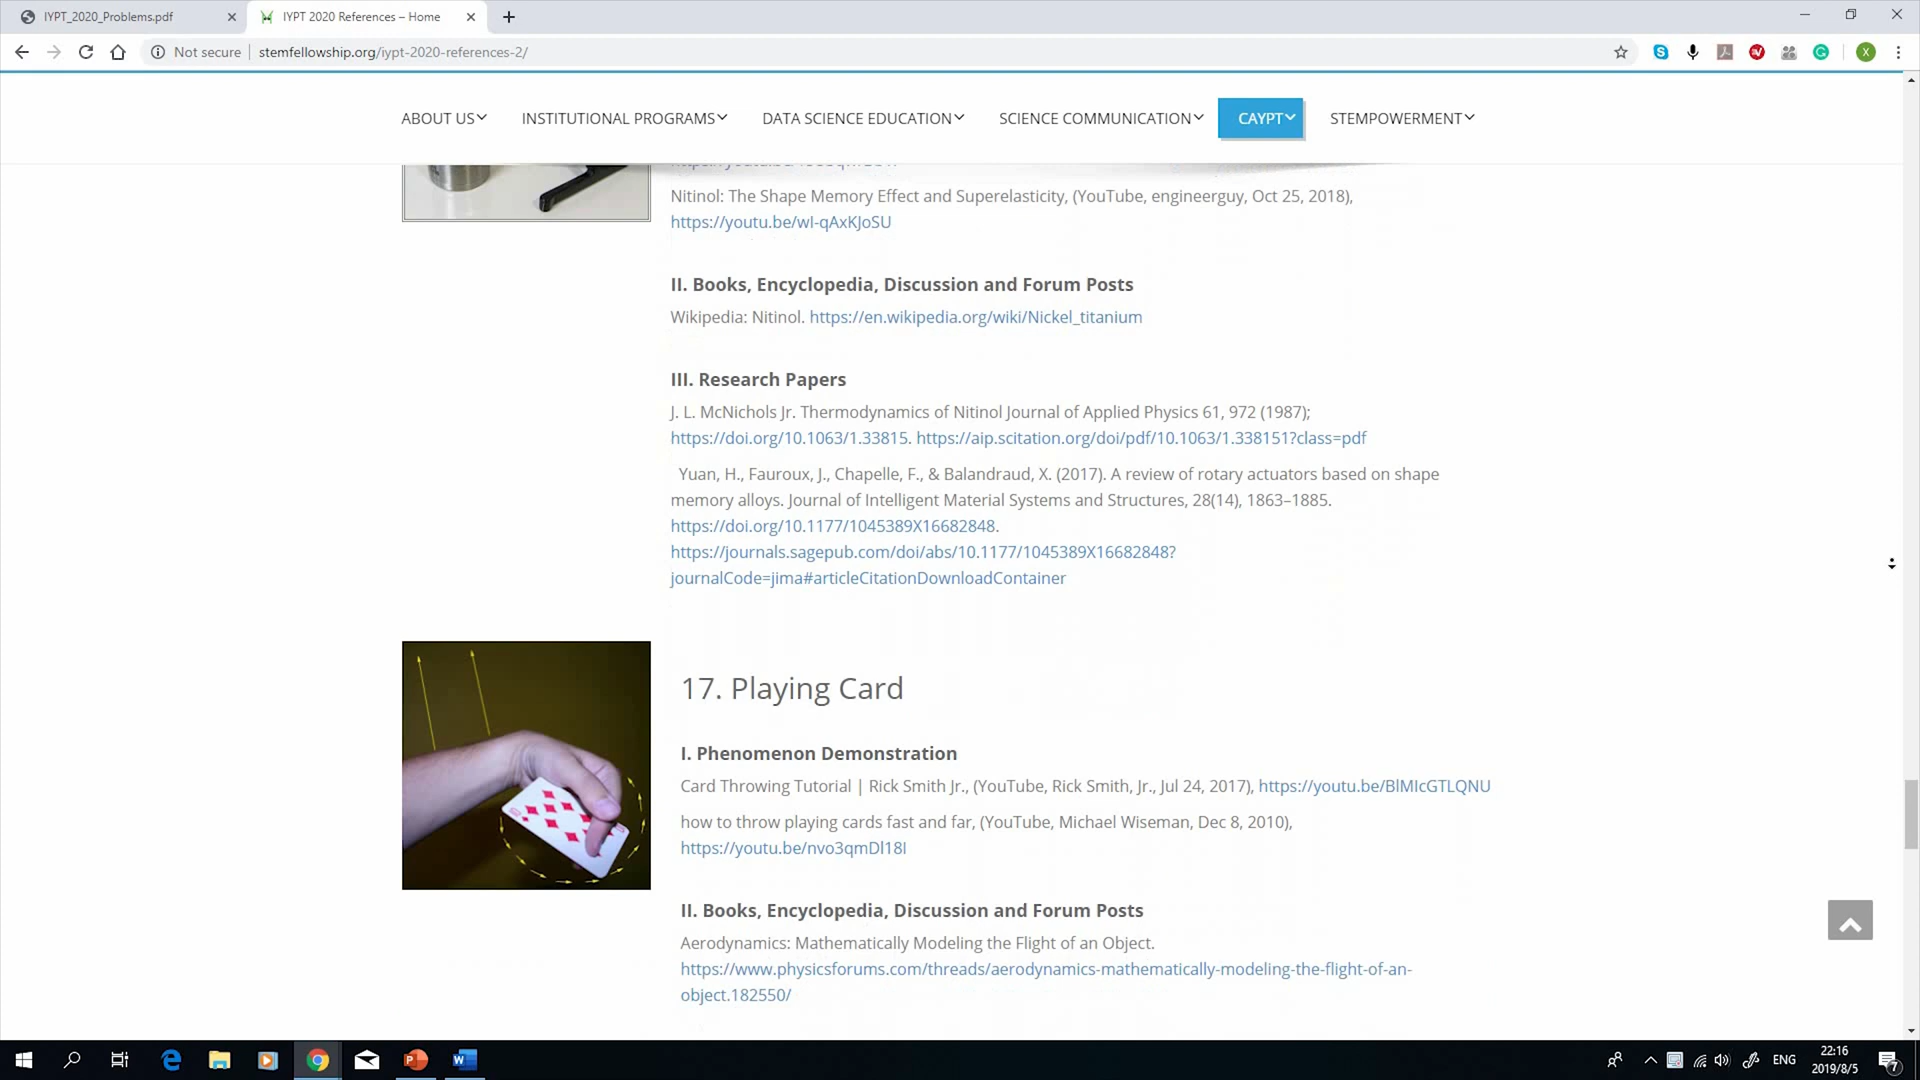 IYPT_2020_Problems.pdf
IYPT 2020 References – Home
Not secure
stemfellowship.org/iypt-2020-references-2/
X
ABOUT US
INSTITUTIONAL PROGRAMS
DATA SCIENCE EDUCATION
SCIENCE COMMUNICATION
CAYPT
STEMPOWERMENT
Nitinol: The Shape Memory Effect and Superelasticity, (YouTube, engineerguy, Oct 25, 2018),
https://youtu.be/wI-qAxKJoSU
II. Books, Encyclopedia, Discussion and Forum Posts
Wikipedia: Nitinol. https://en.wikipedia.org/wiki/Nickel_titanium
III. Research Papers
J. L. McNichols Jr. Thermodynamics of Nitinol Journal of Applied Physics 61, 972 (1987);
https://doi.org/10.1063/1.33815. https://aip.scitation.org/doi/pdf/10.1063/1.338151?class=pdf
Yuan, H., Fauroux, J., Chapelle, F., & Balandraud, X. (2017). A review of rotary actuators based on shape
memory alloys. Journal of Intelligent Material Systems and Structures, 28(14), 1863–1885.
https://doi.org/10.1177/1045389X16682848.
https://journals.sagepub.com/doi/abs/10.1177/1045389X16682848?
journalCode=jima#articleCitationDownloadContainer
17. Playing Card
I. Phenomenon Demonstration
Card Throwing Tutorial | Rick Smith Jr., (YouTube, Rick Smith, Jr., Jul 24, 2017), https://youtu.be/BlMIcGTLQNU
how to throw playing cards fast and far, (YouTube, Michael Wiseman, Dec 8, 2010),
https://youtu.be/nvo3qmDl18I
II. Books, Encyclopedia, Discussion and Forum Posts
Aerodynamics: Mathematically Modeling the Flight of an Object.
https://www.physicsforums.com/threads/aerodynamics-mathematically-modeling-the-flight-of-an-
object.182550/
ENG
22:16
2019/8/5
7